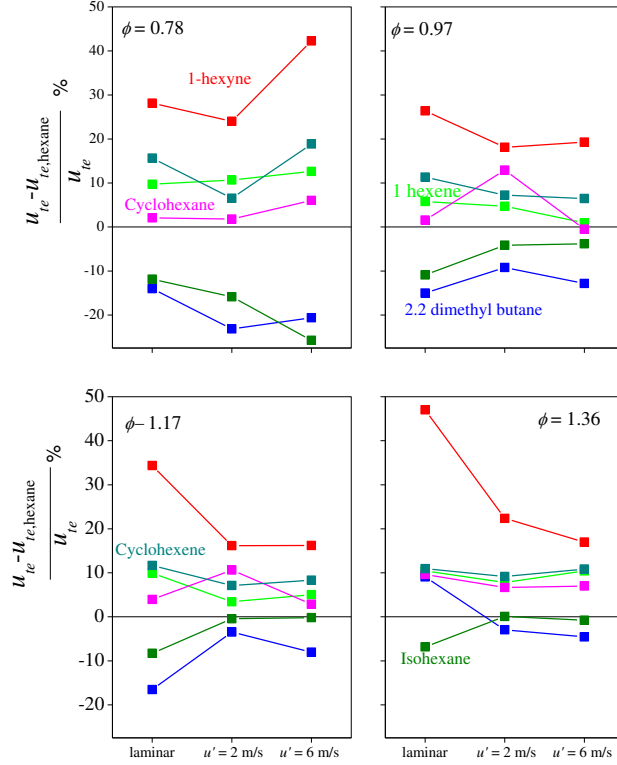 50
ϕ = 0.78
ϕ = 0.97
40
1-hexyne
30
20
10
Cyclohexane
1 hexene
0
-10
-20
2.2 dimethyl butane
u_te - u_te,hexane
u_te
%
50
ϕ– 1.17
ϕ = 1.36
40
30
20
Cyclohexene
10
0
Isohexane
-10
-20
u_te - u_te,hexane
u_te
%
laminar u' = 2 m/s u' = 6 m/s laminar u' = 2 m/s u' = 6 m/s